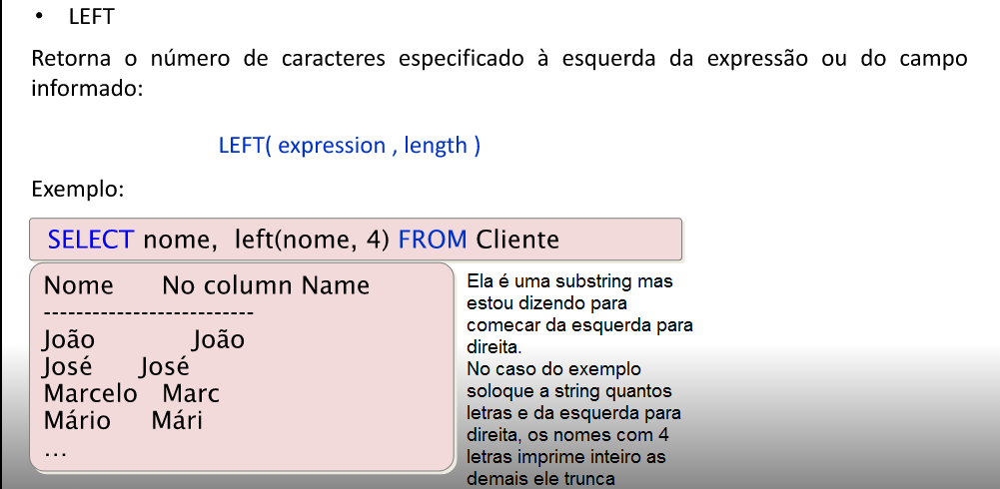 • LEFT
Retorna o número de caracteres especificado à esquerda da expressão ou do campo
informado:
LEFT( expression , length )
Exemplo:
SELECT nome, left(nome, 4) FROM Cliente
Nome No column Name
--------------------------
João João
José José
Marcelo Marc
Mário Mári
...
Ela é uma substring mas
estou dizendo para
comecar da esquerda para
direita.
No caso do exemplo
soloque a string quantos
letras e da esquerda para
direita, os nomes com 4
letras imprime inteiro as
demais ele trunca